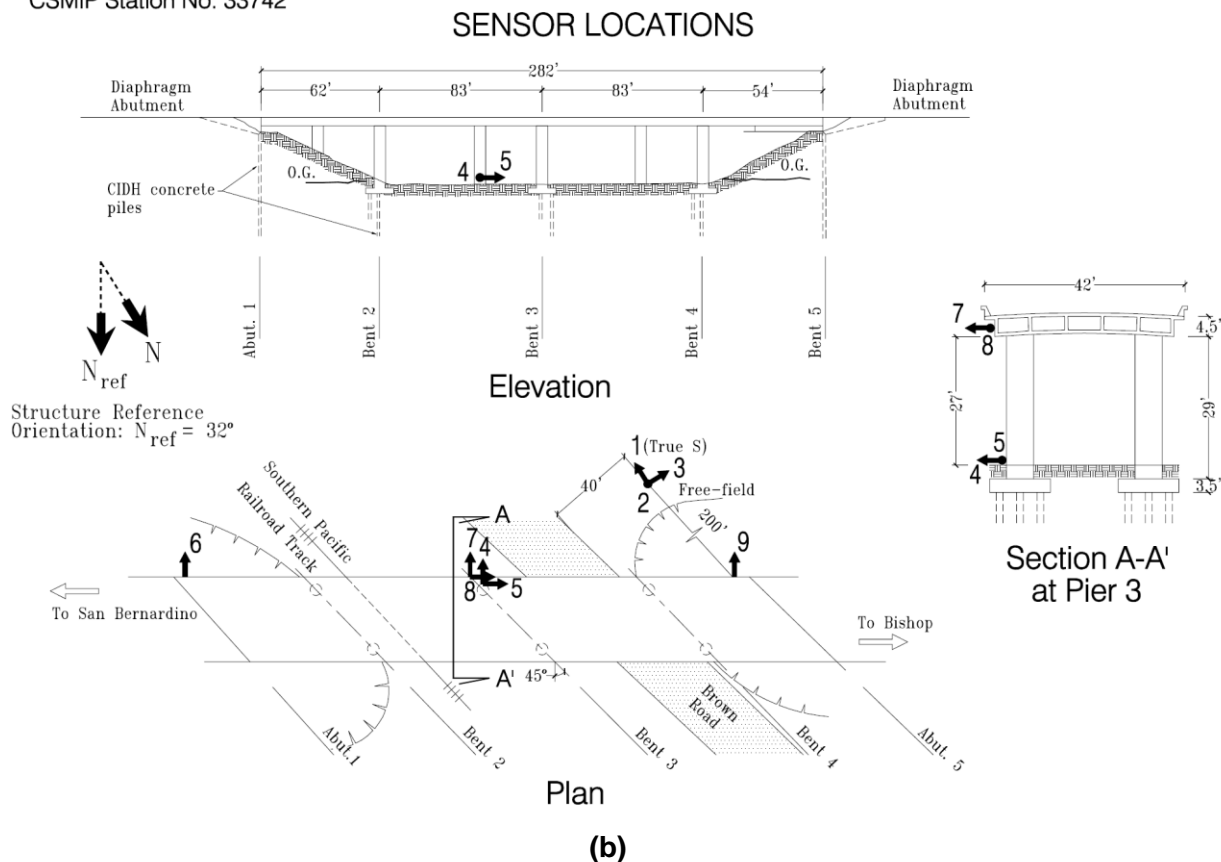 CSMIP Station No. 33742
SENSOR LOCATIONS
282'
62'
83'
83'
54'
Diaphragm
Abutment
Diaphragm
Abutment
O.G.
O.G.
4
5
CIDH concrete
piles
Abut. 1
Bent 2
Bent 3
Bent 4
Bent 5
Elevation
N
Nref
Structure Reference
Orientation: Nref = 32°
42'
7
8
4.5'
27'
29'
5
4
3.5'
Section A-A'
at Pier 3
1 (True S)
3
2
40'
Free-field
200'
Southern Pacific
Railroad Track
A
6
7
4
8
5
9
To San Bernardino
To Bishop
A'
45°
Brown
Road
Abut.1
Bent 2
Bent 3
Bent 4
Abut. 5
Plan
(b)